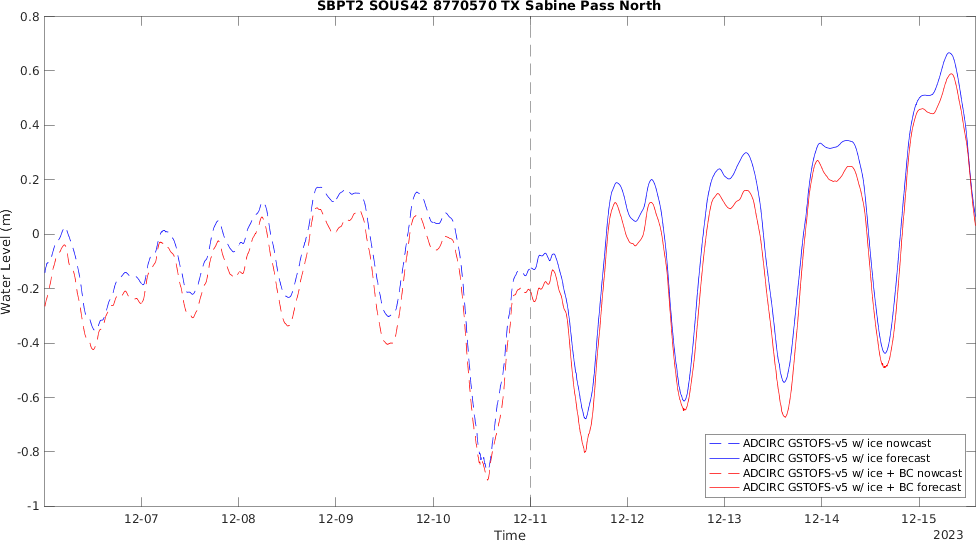 SBPT2 SOUS42 8770570 TX Sabine Pass North
0.8
0.6
0.4
0.2
0
-0.2
-0.4
-0.6
-0.8
-1
Water Level (m)
12-07 12-08 12-09 12-10 12-11 12-12 12-13 12-14 12-15
Time
2023
ADCIRC GSTOFS-v5 w/ ice nowcast
ADCIRC GSTOFS-v5 w/ ice forecast
ADCIRC GSTOFS-v5 w/ ice + BC nowcast
ADCIRC GSTOFS-v5 w/ ice + BC forecast